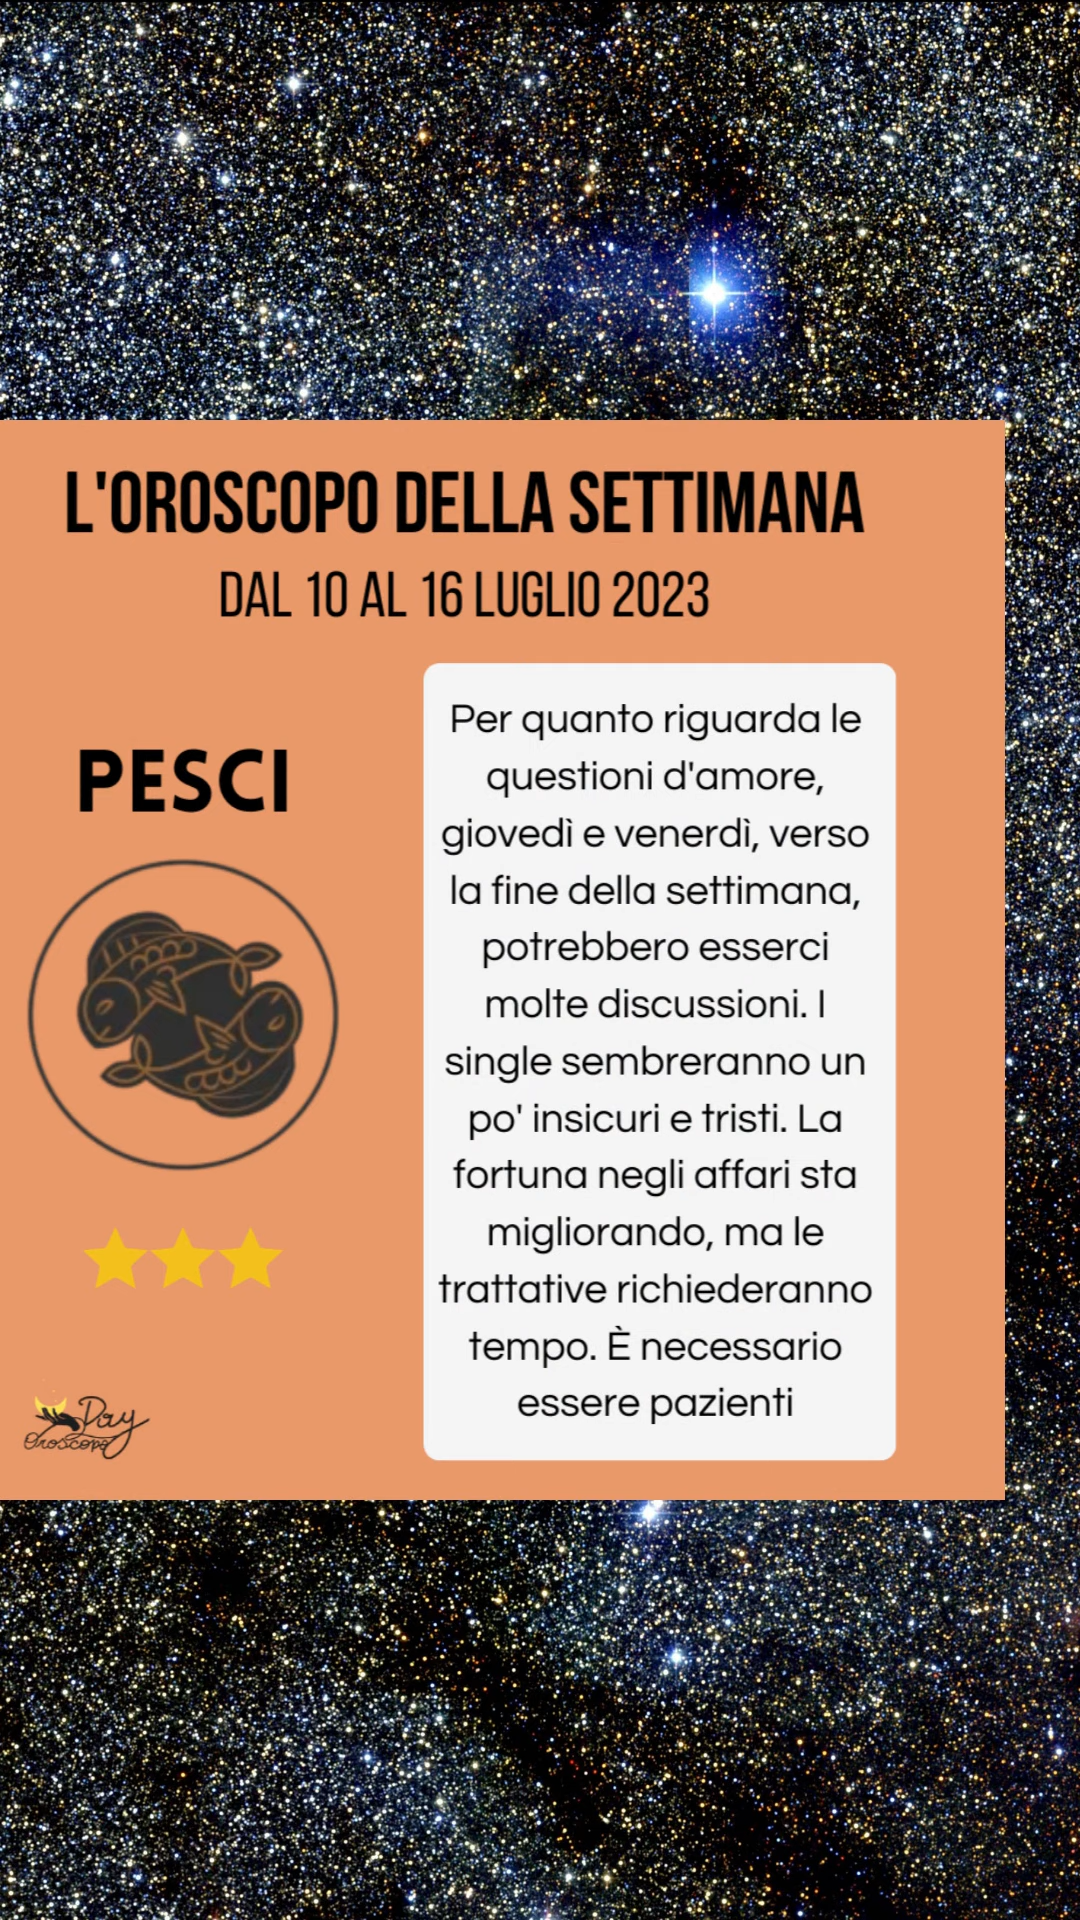 L'OROSCOPO DELLA SETTIMANA
DAL 10 AL 16 LUGLIO 2023
PESCI
Per quanto riguarda le
questioni d'amore,
giovedì e venerdì, verso
la fine della settimana,
potrebbero esserci
molte discussioni. I
single sembreranno un
po' insicuri e tristi. La
fortuna negli affari sta
migliorando, ma le
trattative richiederanno
tempo. È necessario
essere pazienti
Day
Oroscopo